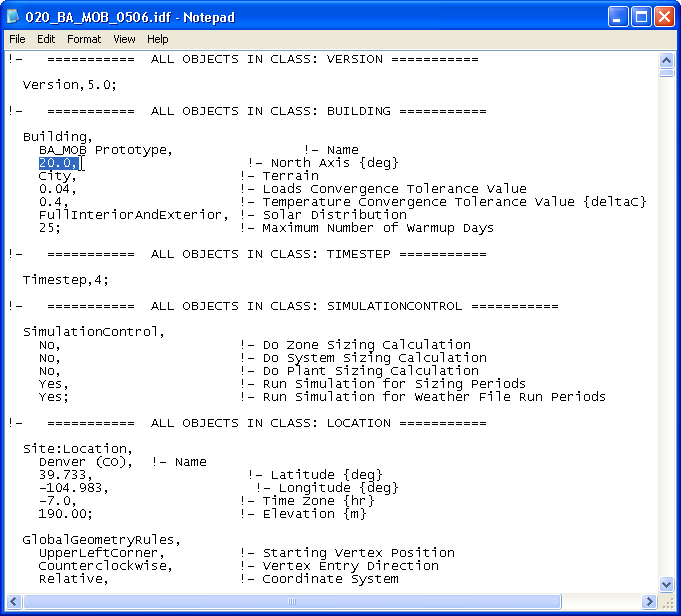 020_BA_MOB_0506.idf - Notepad
File Edit Format View Help
!- =========== ALL OBJECTS IN CLASS: VERSION ===========
Version,5.0;
!- =========== ALL OBJECTS IN CLASS: BUILDING ===========
Building,
BA_MOB Prototype, !- Name
20.0, !- North Axis {deg}
City, !- Terrain
0.04, !- Loads Convergence Tolerance Value
0.4, !- Temperature Convergence Tolerance Value {deltaC}
FullInteriorAndExterior, !- Solar Distribution
25; !- Maximum Number of Warmup Days
!- =========== ALL OBJECTS IN CLASS: TIMESTEP ===========
Timestep,4;
!- =========== ALL OBJECTS IN CLASS: SIMULATIONCONTROL ===========
SimulationControl,
No, !- Do Zone Sizing Calculation
No, !- Do System Sizing Calculation
No, !- Do Plant Sizing Calculation
Yes, !- Run Simulation for Sizing Periods
Yes; !- Run Simulation for Weather File Run Periods
!- =========== ALL OBJECTS IN CLASS: LOCATION ===========
Site:Location,
Denver (CO), !- Name
39.733, !- Latitude {deg}
-104.983, !- Longitude {deg}
-7.0, !- Time Zone {hr}
190.00; !- Elevation {m}
GlobalGeometryRules,
UpperLeftCorner, !- Starting Vertex Position
Counterclockwise, !- Vertex Entry Direction
Relative, !- Coordinate System